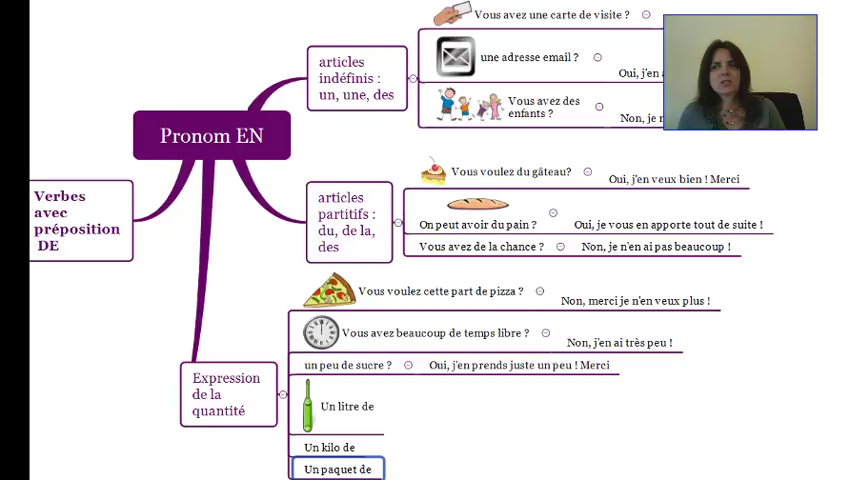 Vous avez une carte de visite ?
articles
indéfinis :
un, une, des
une adresse email ?
Oui, j'en
Vous avez des
enfants ?
Non, je
Pronom EN
Verbes
avec
préposition
DE
articles
partitifs :
du, de la,
des
Vous voulez du gâteau?
Oui, j'en veux bien ! Merci
On peut avoir du pain ?
Oui, je vous en apporte tout de suite !
Vous avez de la chance ?
Non, je n'en ai pas beaucoup !
Vous voulez cette part de pizza ?
Non, merci je n'en veux plus !
Vous avez beaucoup de temps libre ?
Non, j'en ai très peu !
Expression
de la
quantité
un peu de sucre ?
Oui, j'en prends juste un peu ! Merci
Un litre de
Un kilo de
Un paquet de